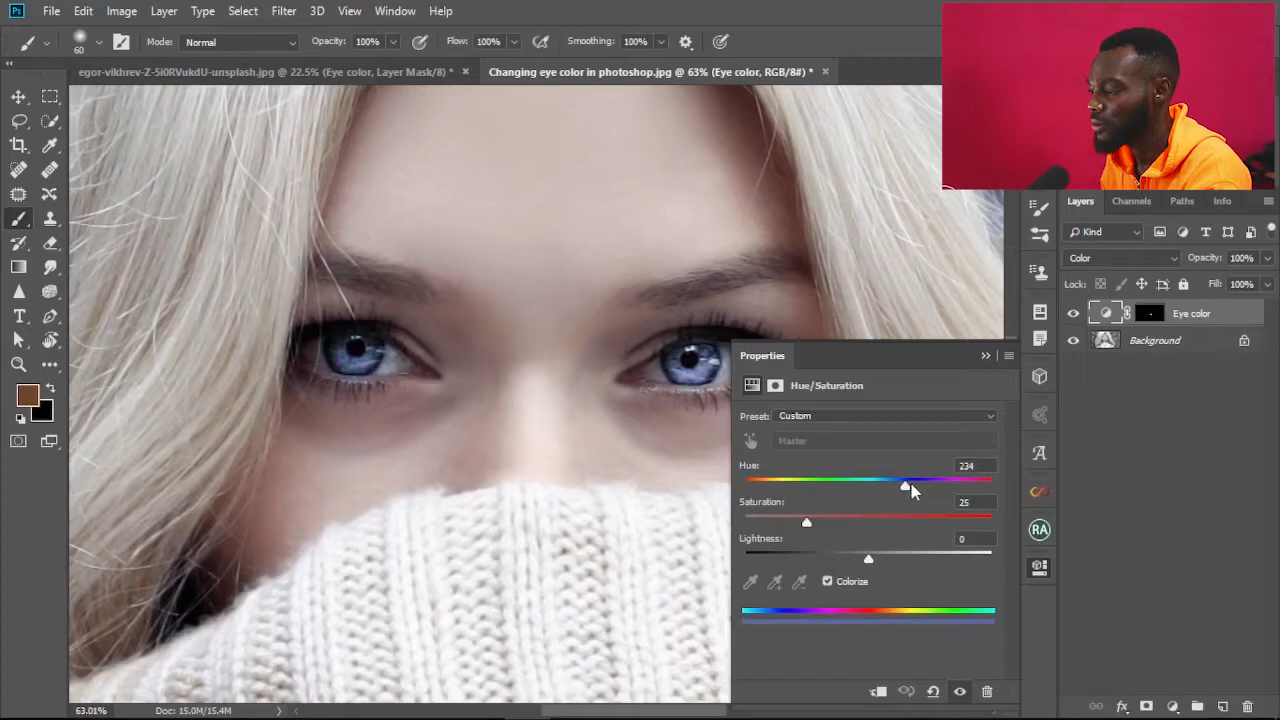 Ps File Edit Image Layer Type Select Filter 3D View Window Help
60 Mode: Normal Opacity: 100% Flow: 100% Smoothing: 100%
egor-vikhrev-Z-5i0RVukdU-unsplash.jpg @ 22.5% (Eye color, Layer Mask/8) * × Changing eye color in photoshop.jpg @ 63% (Eye color, RGB/8#) * ×
Layers Channels Paths Info
Kind
Color Opacity: 100%
Lock: Fill: 100%
Eye color
Background
Properties
Hue/Saturation
Preset: Custom
Master
Hue: 234
Saturation: 25
Lightness: 0
Colorize
A
RA
63.01% Doc: 15.0M/15.4M